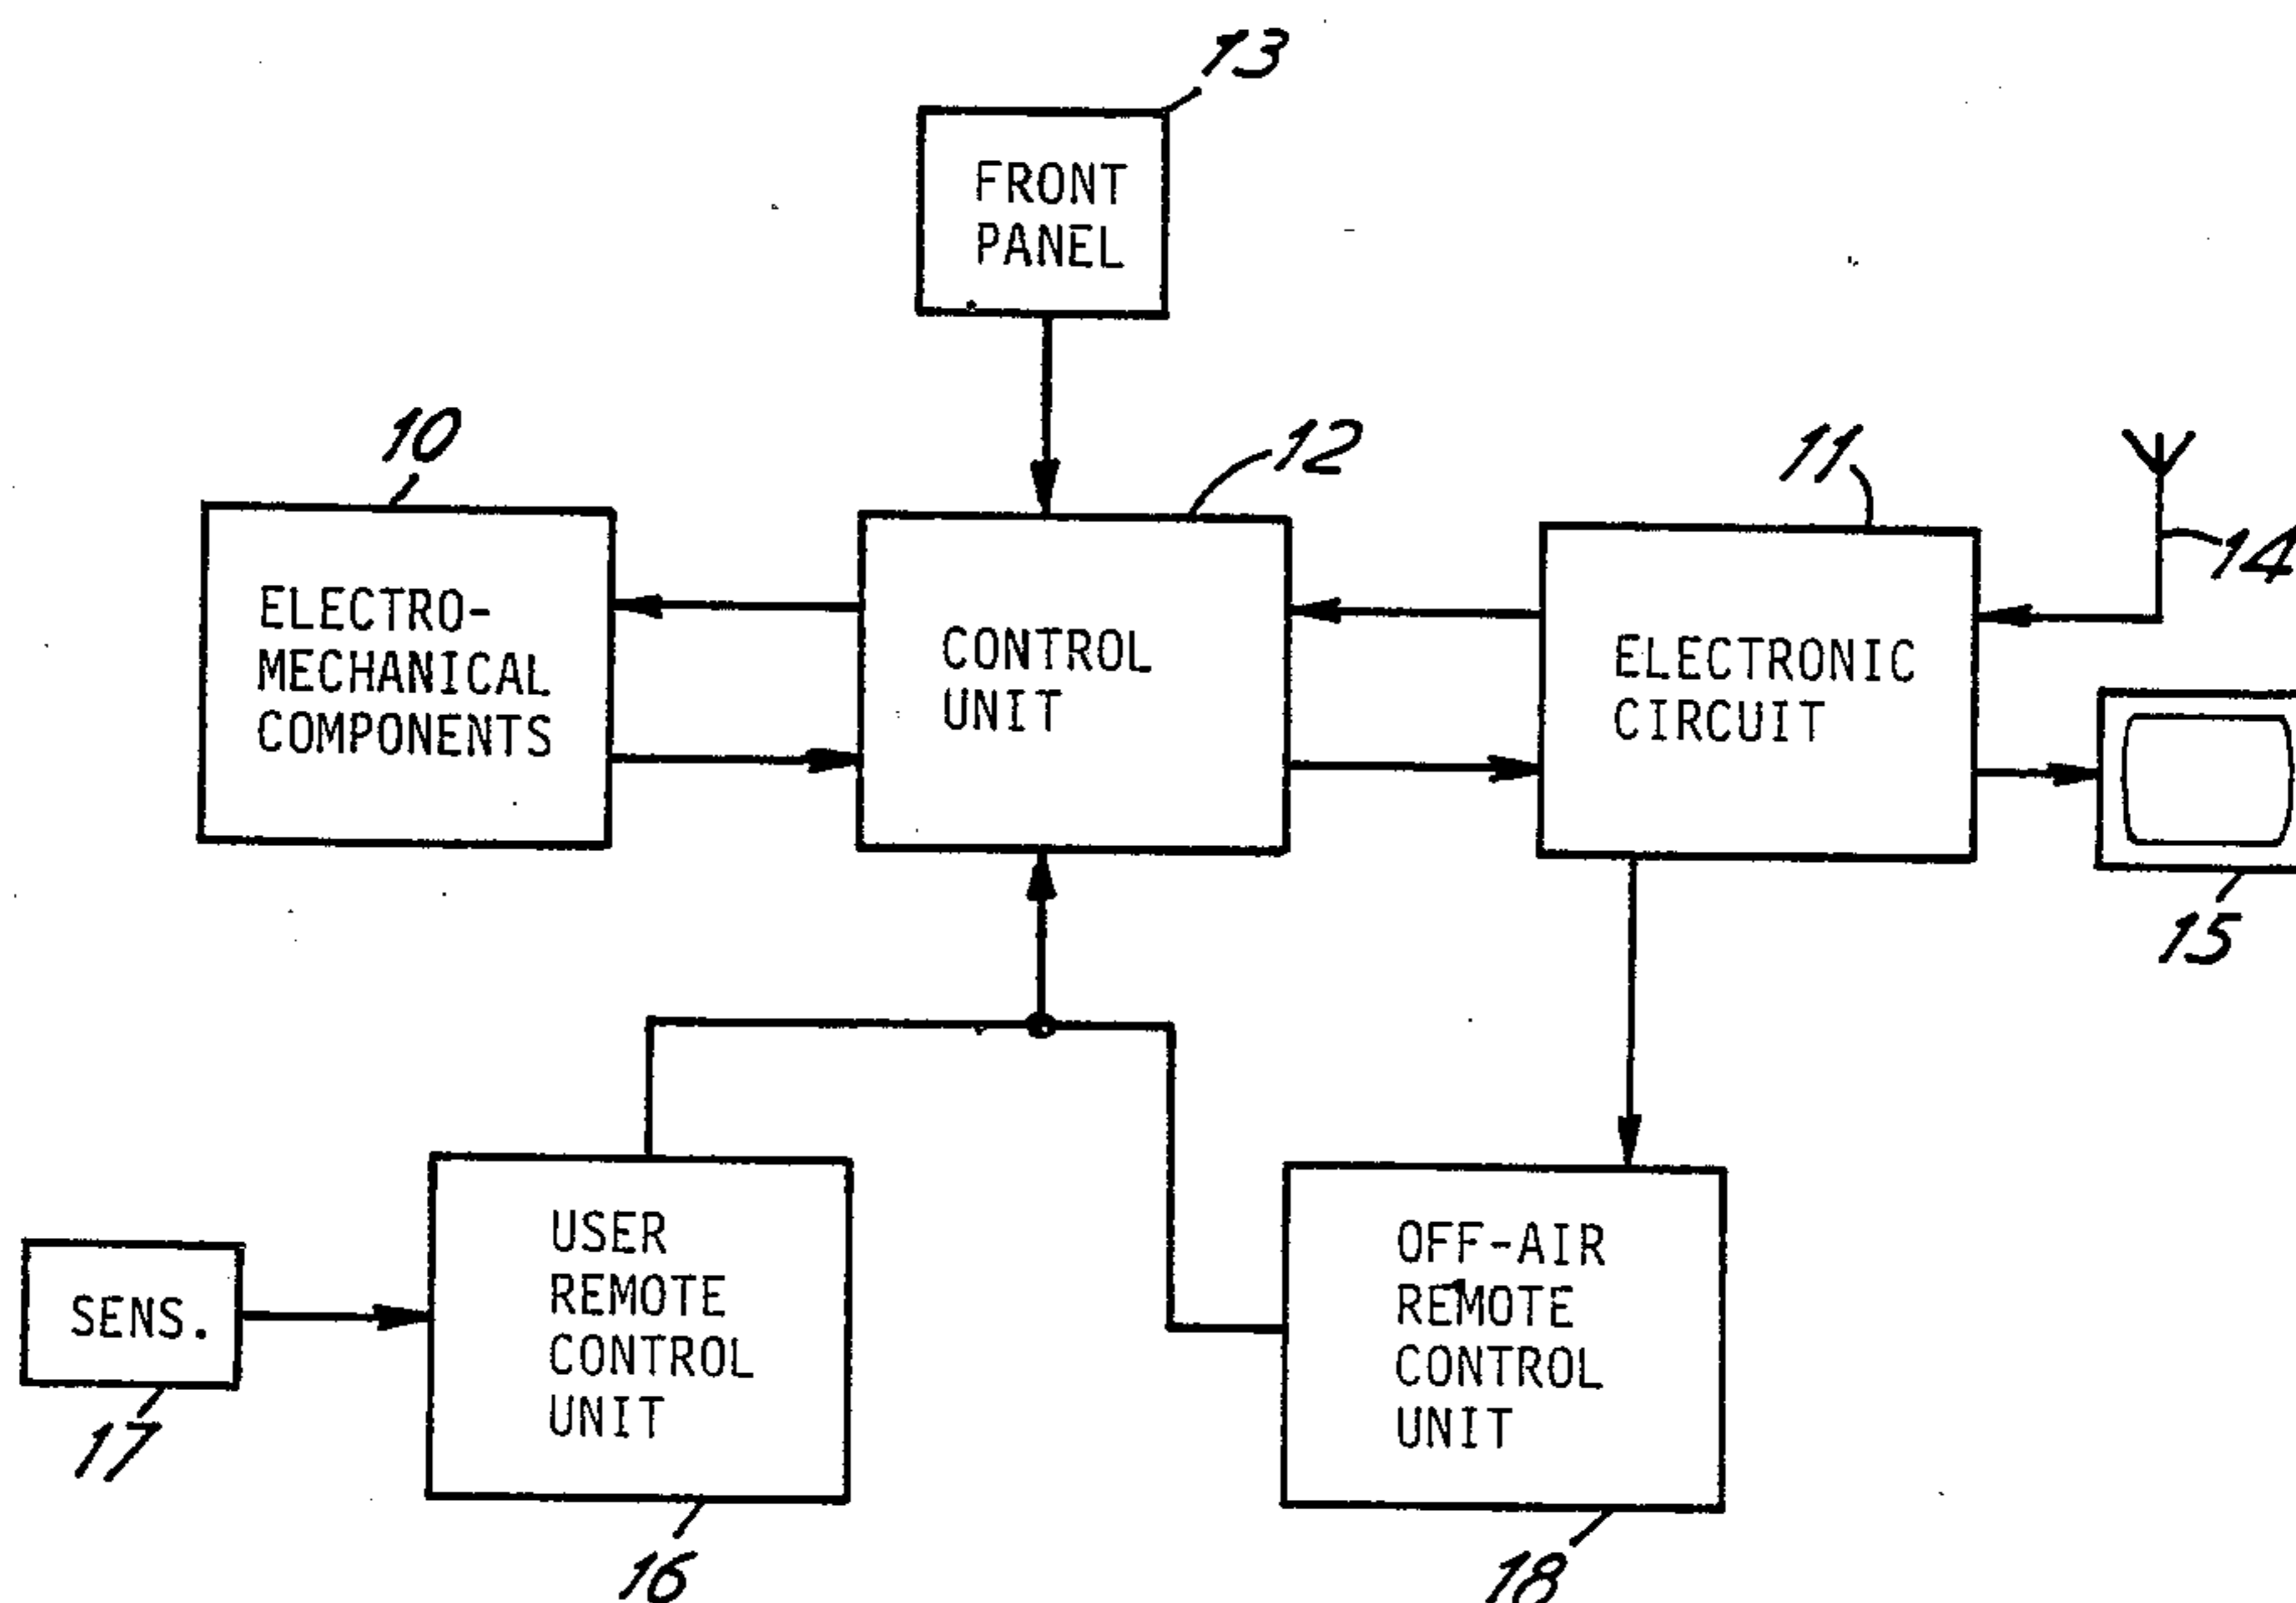 13
FRONT
PANEL
10
12
11
14
ELECTRO-
MECHANICAL
COMPONENTS
CONTROL
UNIT
ELECTRONIC
CIRCUIT
15
USER
REMOTE
CONTROL
UNIT
OFF-AIR
REMOTE
CONTROL
UNIT
SENS.
17
16
18